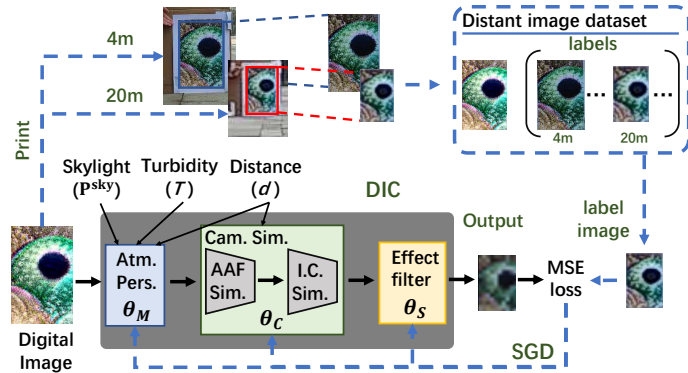 4m
20m
Print
Distant image dataset
labels
...
...
4m
20m
Skylight
(P^sky)
Turbidity
(T)
Distance
(d)
DIC
Output
label
image
Digital
Image
Atm.
Pers.
θ_M
Cam. Sim.
AAF
Sim.
I.C.
Sim.
θ_C
Effect
filter
θ_S
MSE
loss
SGD